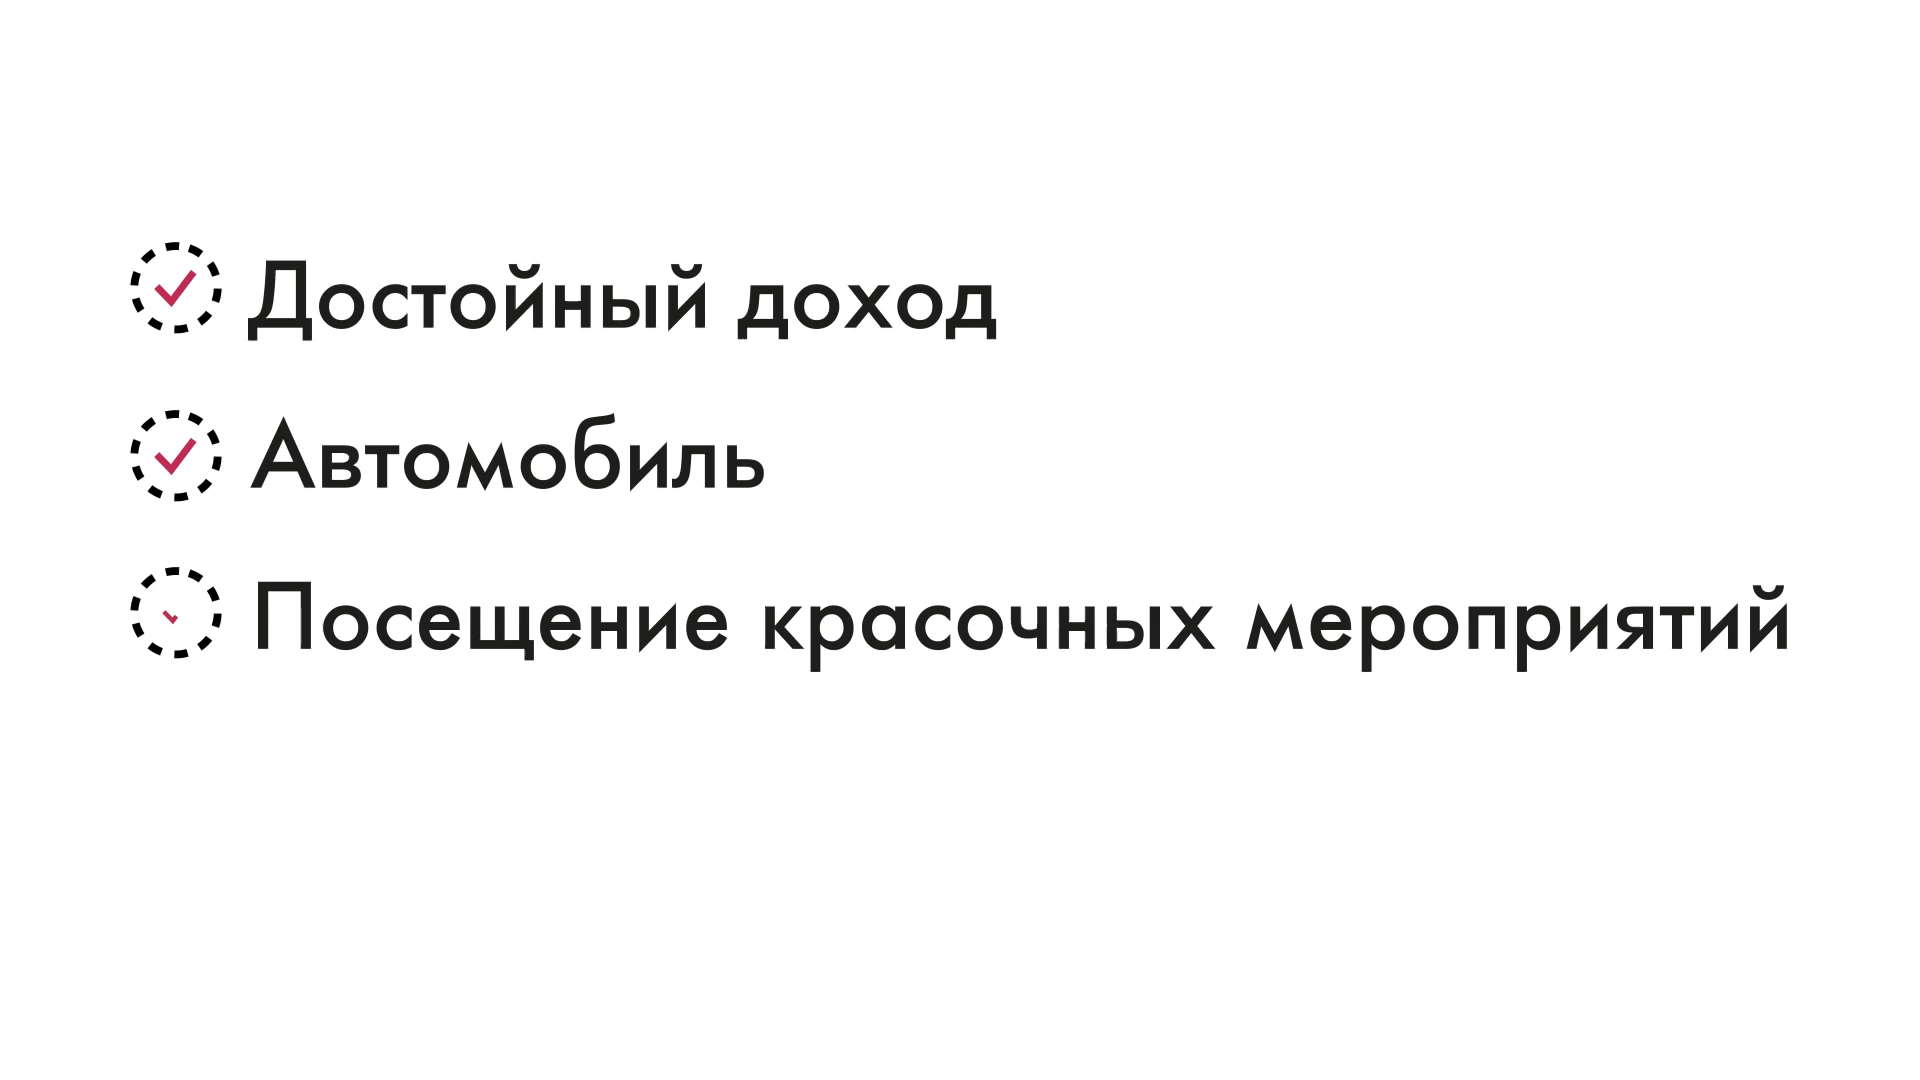 Достойный доход
Автомобиль
Посещение красочных мероприятий